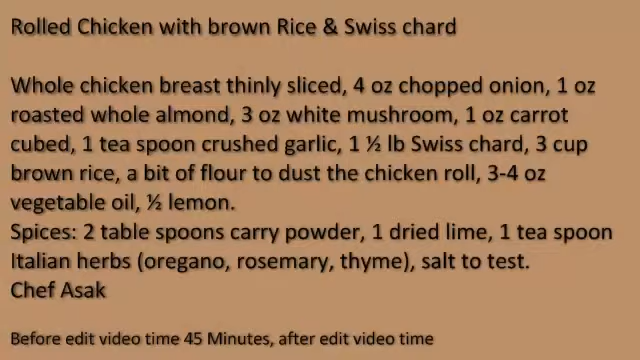 Rolled Chicken with brown Rice & Swiss chard
Whole chicken breast thinly sliced, 4 oz chopped onion, 1 oz
roasted whole almond, 3 oz white mushroom, 1 oz carrot
cubed, 1 tea spoon crushed garlic, 1 ½ lb Swiss chard, 3 cup
brown rice, a bit of flour to dust the chicken roll, 3-4 oz
vegetable oil, ½ lemon.
Spices: 2 table spoons carry powder, 1 dried lime, 1 tea spoon
Italian herbs (oregano, rosemary, thyme), salt to test.
Chef Asak
Before edit video time 45 Minutes, after edit video time